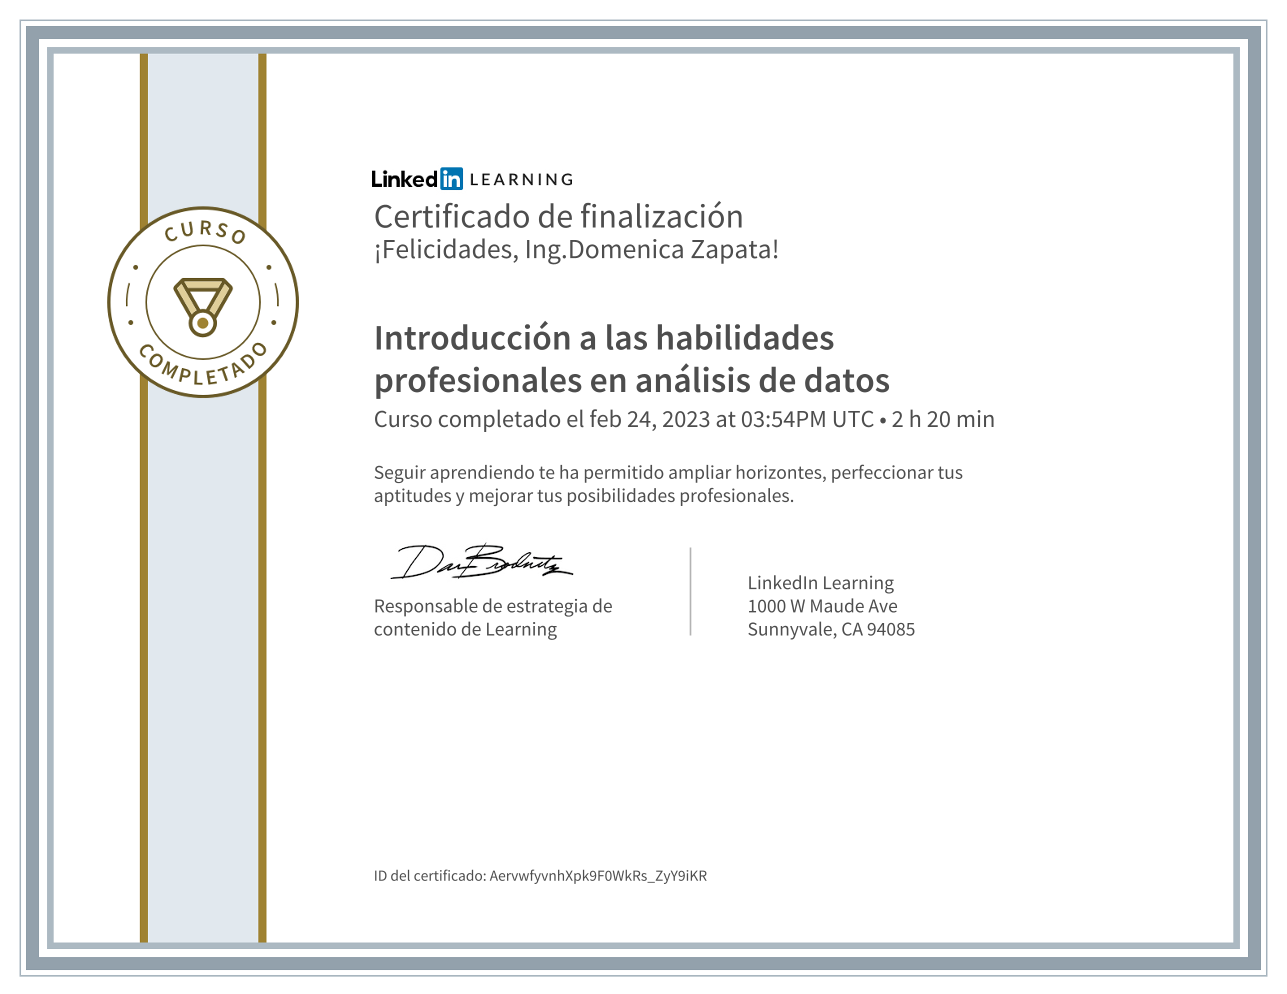 CURSO
COMPLETADO
Linkedin LEARNING
Certificado de finalización
¡Felicidades, Ing.Domenica Zapata!
Introducción a las habilidades
profesionales en análisis de datos
Curso completado el feb 24, 2023 at 03:54PM UTC • 2 h 20 min
Seguir aprendiendo te ha permitido ampliar horizontes, perfeccionar tus
aptitudes y mejorar tus posibilidades profesionales.
Dan Brodnitz
Responsable de estrategia de
contenido de Learning
LinkedIn Learning
1000 W Maude Ave
Sunnyvale, CA 94085
ID del certificado: AervwfyvnhXpk9F0WkRs_ZyY9iKR